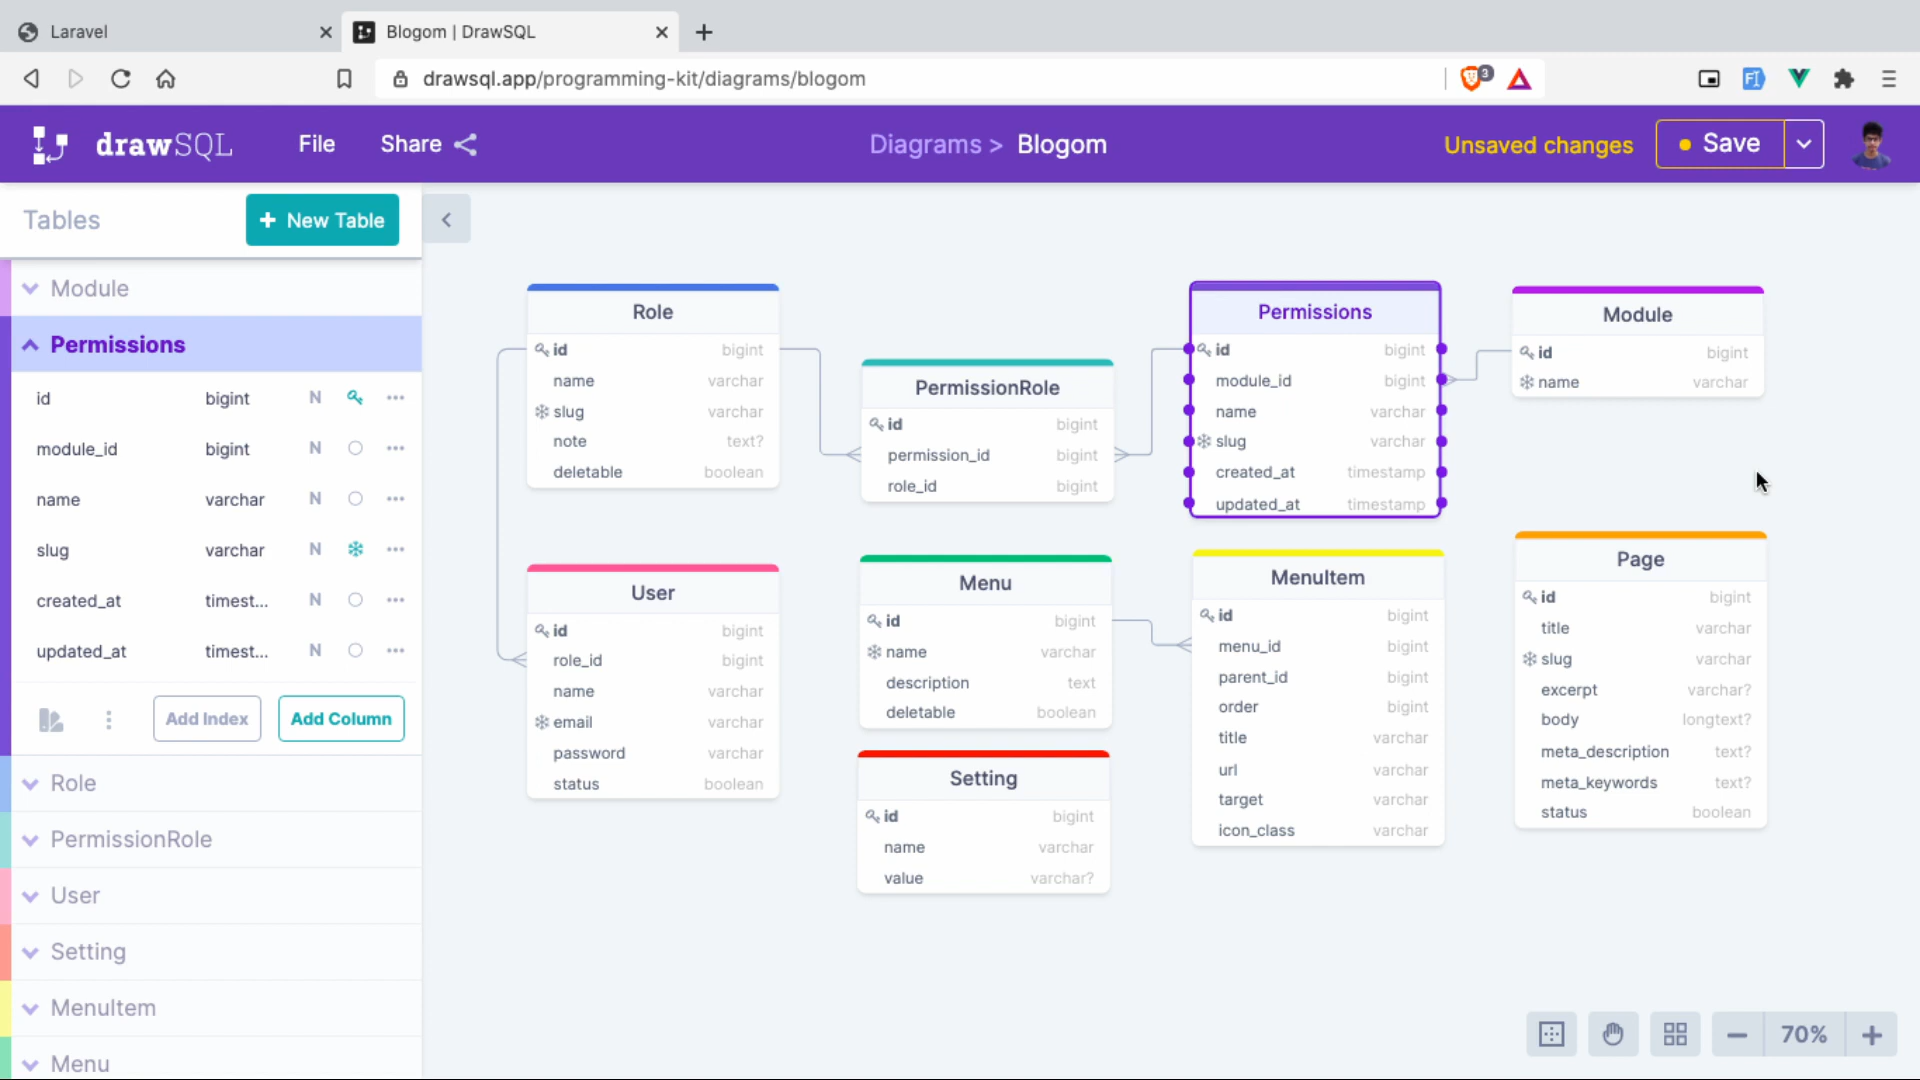 Laravel
Blogom | DrawSQL
drawsql.app/programming-kit/diagrams/blogom
3
drawSQL
File
Share
Diagrams > Blogom
Unsaved changes
Save
Tables
+ New Table
Module
Permissions
id bigint N
module_id bigint N
name varchar N
slug varchar N
created_at timest... N
updated_at timest... N
Add Index
Add Column
Role
PermissionRole
User
Setting
MenuItem
Menu
Role
id bigint
name varchar
slug varchar
note text?
deletable boolean
PermissionRole
id bigint
permission_id bigint
role_id bigint
Permissions
id bigint
module_id bigint
name varchar
slug varchar
created_at timestamp
updated_at timestamp
Module
id bigint
name varchar
User
id bigint
role_id bigint
name varchar
email varchar
password varchar
status boolean
Menu
id bigint
name varchar
description text
deletable boolean
Setting
id bigint
name varchar
value varchar?
MenuItem
id bigint
menu_id bigint
parent_id bigint
order bigint
title varchar
url varchar
target varchar
icon_class varchar
Page
id bigint
title varchar
slug varchar
excerpt varchar?
body longtext?
meta_description text?
meta_keywords text?
status boolean
70%